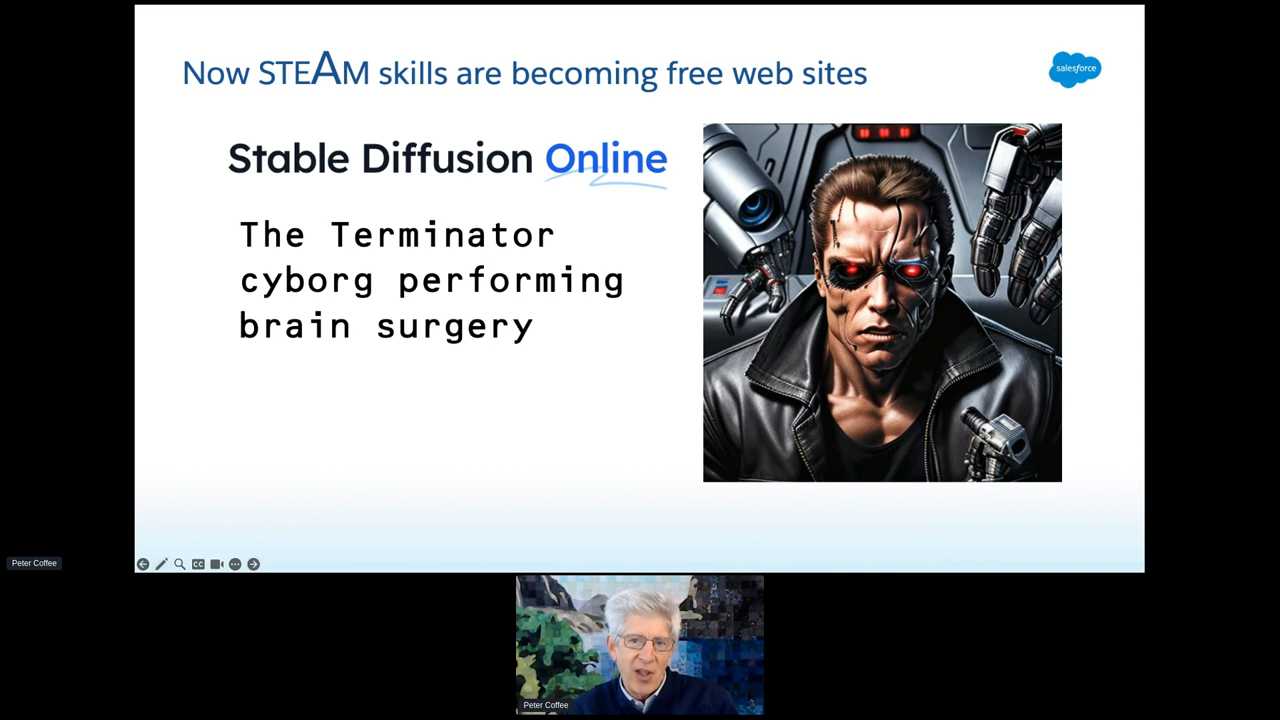 Now STEAM skills are becoming free web sites
salesforce
Stable Diffusion Online
The Terminator
cyborg performing
brain surgery
Peter Coffee
CC
Peter Coffee